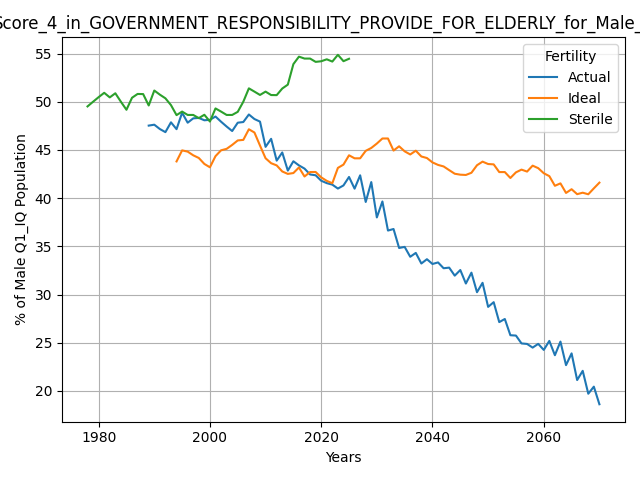 Score_4_in_GOVERNMENT_RESPONSIBILITY_PROVIDE_FOR_ELDERLY_for_Male_
Fertility
Actual
Ideal
Sterile
% of Male Q1_IQ Population
55
50
45
40
35
30
25
20
1980
2000
2020
2040
2060
Years